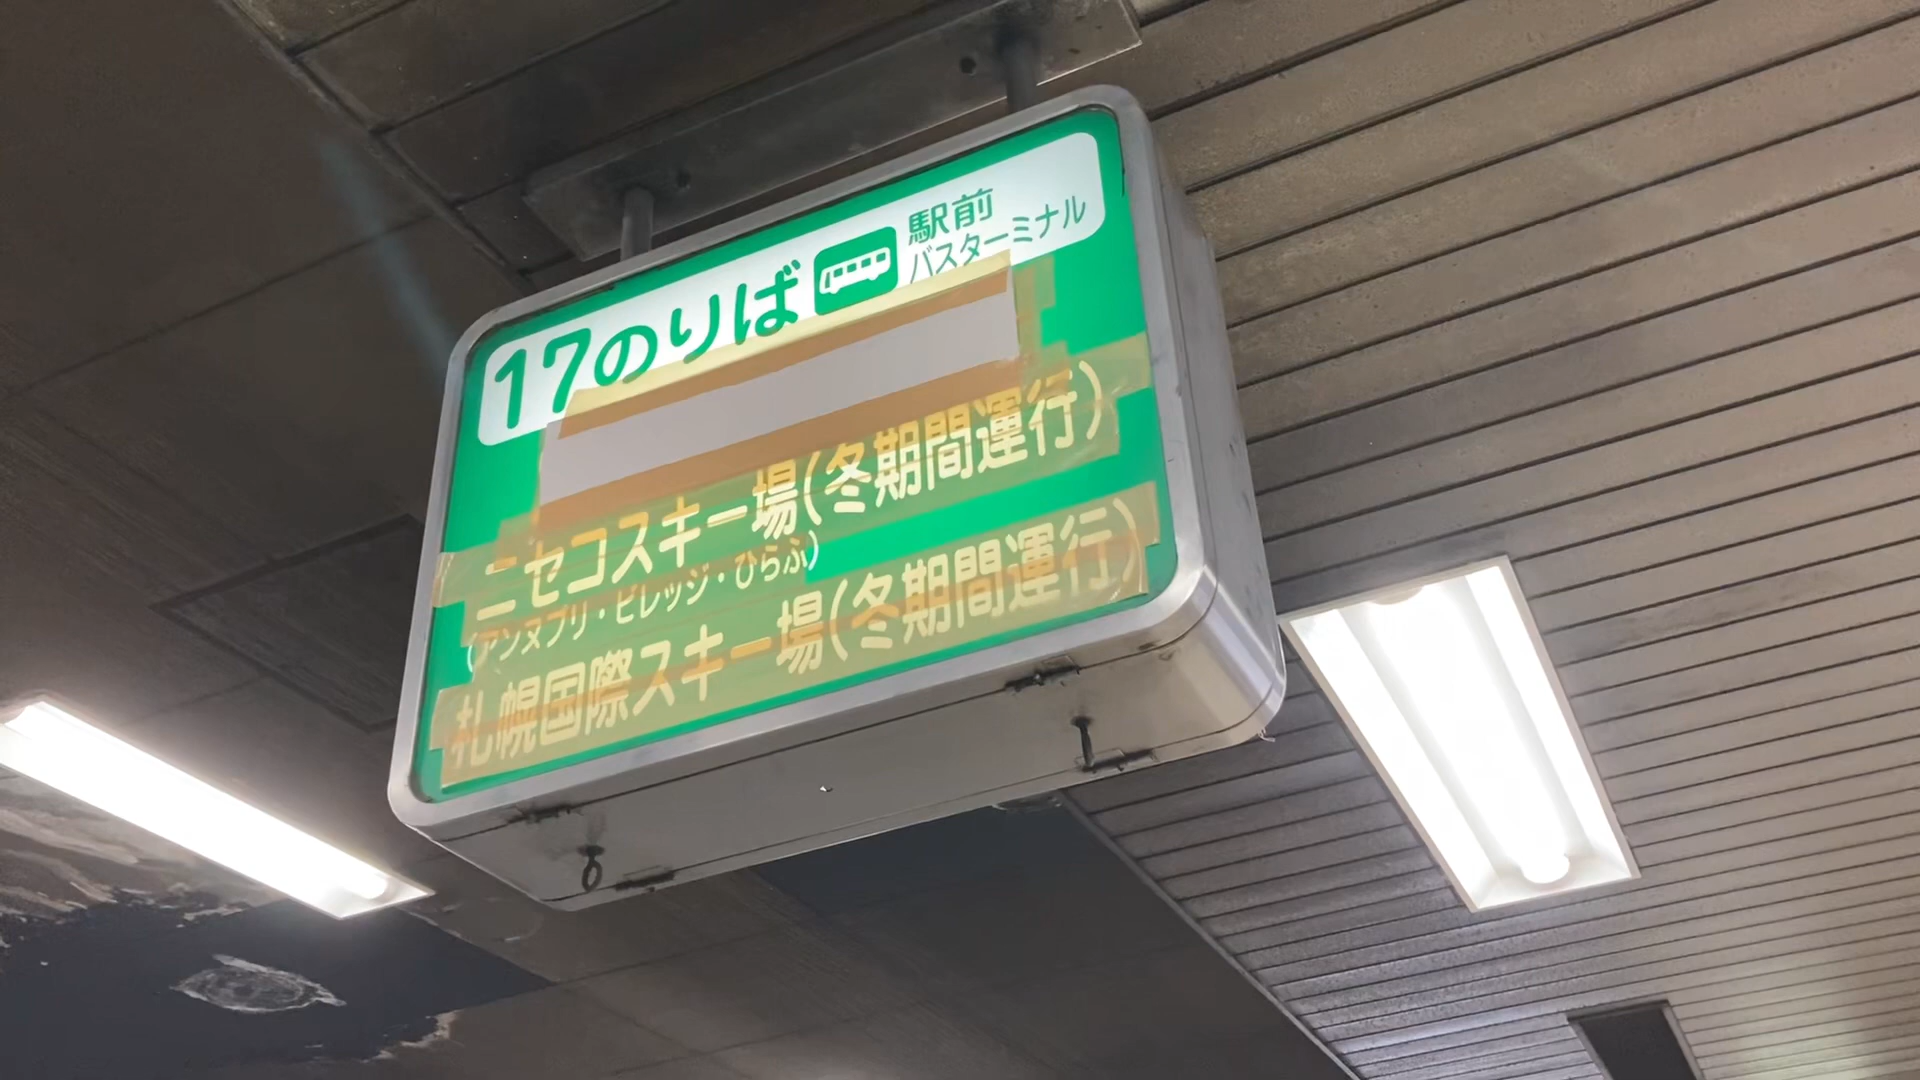 17のりば 駅前
バスターミナル
ニセコスキー場(冬期間運行)
(アンヌプリ・ビレッジ・ひらふ)
札幌国際スキー場(冬期間運行)